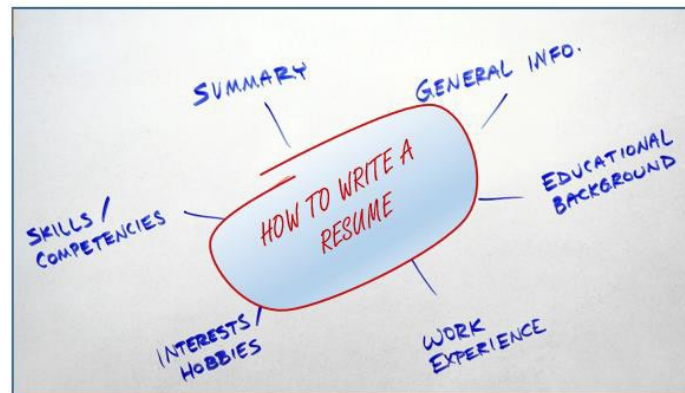 HOW TO WRITE A
RESUME
SUMMARY
GENERAL INFO.
EDUCATIONAL
BACKGROUND
WORK
EXPERIENCE
INTERESTS/
HOBBIES
SKILLS/
COMPETENCIES